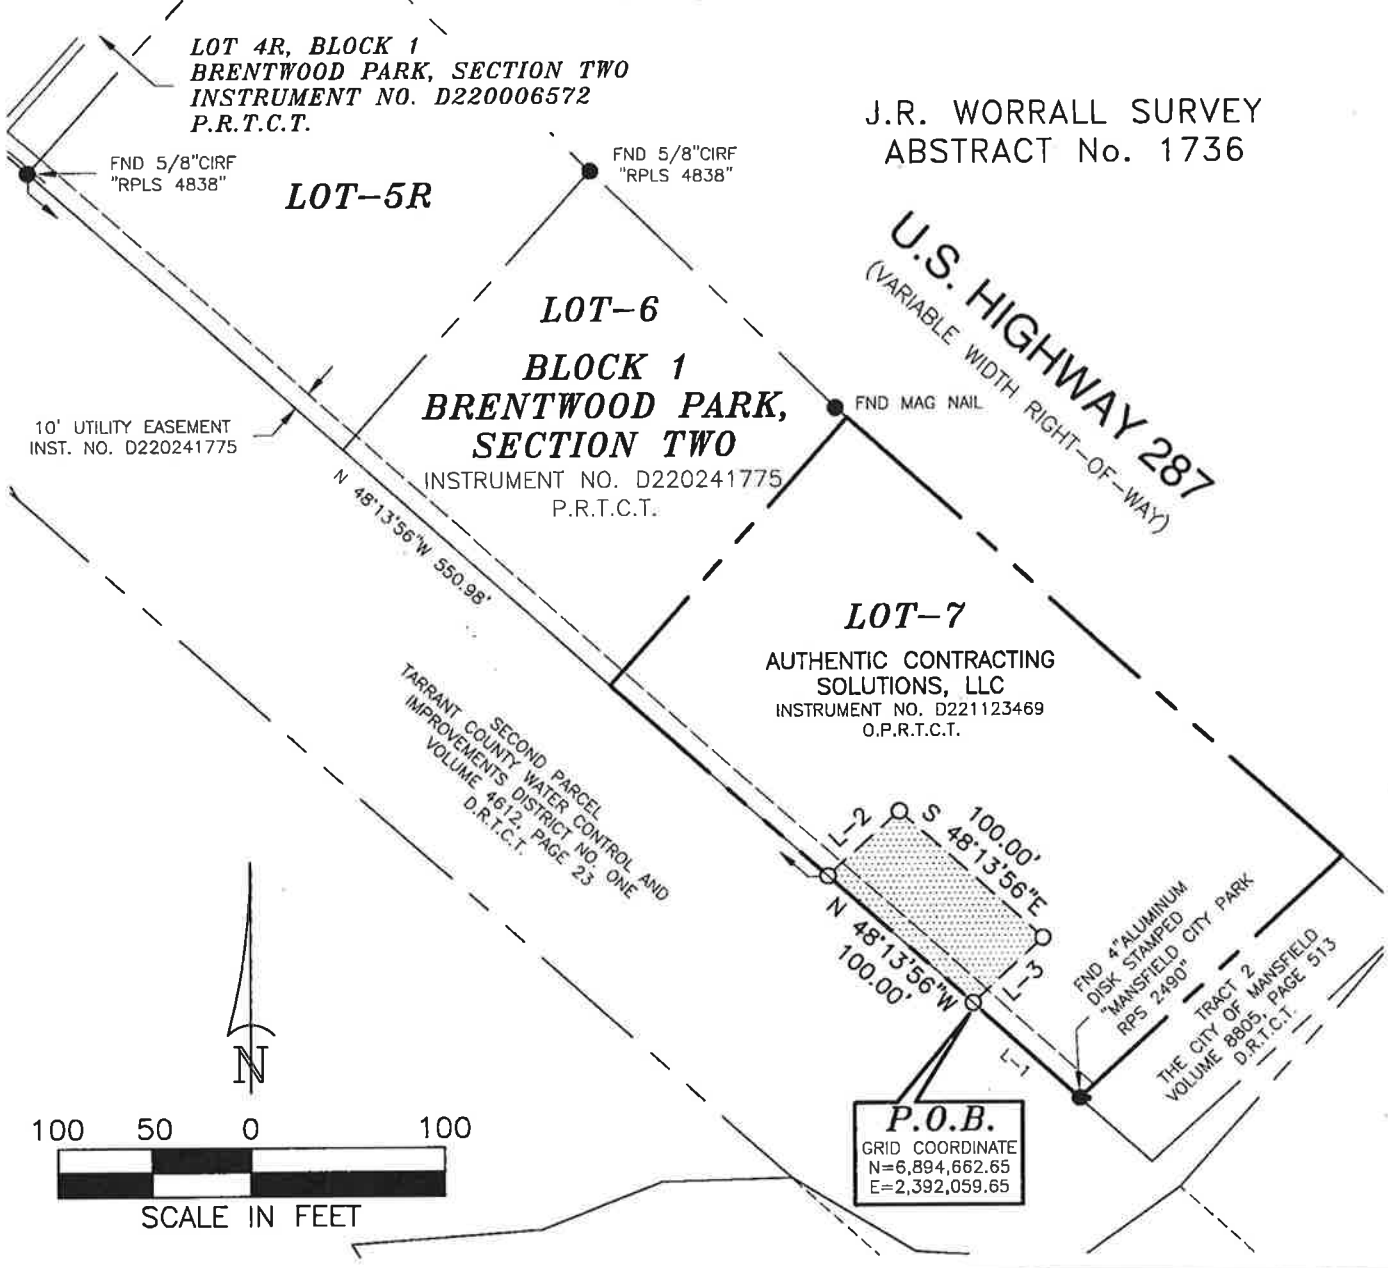 LOT 4R, BLOCK 1
BRENTWOOD PARK, SECTION TWO
INSTRUMENT NO. D220006572
P.R.T.C.T.
J.R. WORRALL SURVEY
ABSTRACT No. 1736
FND 5/8"CIRF
"RPLS 4838"
FND 5/8"CIRF
"RPLS 4838"
LOT-5R
U.S. HIGHWAY 287
(VARIABLE WIDTH RIGHT-OF-WAY)
LOT-6
BLOCK 1
BRENTWOOD PARK,
SECTION TWO
INSTRUMENT NO. D220241775
P.R.T.C.T.
FND MAG NAIL
10' UTILITY EASEMENT
INST. NO. D220241775
N 48°13'56"W 550.98'
LOT-7
AUTHENTIC CONTRACTING
SOLUTIONS, LLC
INSTRUMENT NO. D221123469
O.P.R.T.C.T.
SECOND PARCEL
TARRANT COUNTY WATER CONTROL AND
IMPROVEMENTS DISTRICT NO. ONE
VOLUME 4612, PAGE 23
D.R.T.C.T.
L-2
100.00'
S 48°13'56"E
N 48°13'56"W
100.00'
L-3
L-1
FND 4"ALUMINUM
DISK STAMPED
"MANSFIELD CITY PARK
RPS 2490"
TRACT 2
THE CITY OF MANSFIELD
VOLUME 8805, PAGE 513
D.R.T.C.T.
N
P.O.B.
GRID COORDINATE
N=6,894,662.65
E=2,392,059.65
100 50 0 100
SCALE IN FEET